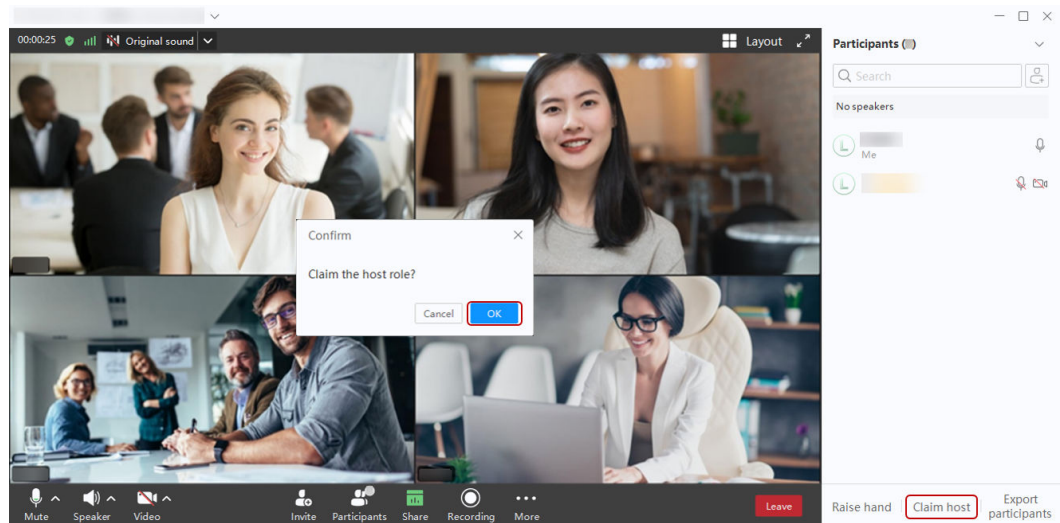 00:00:25 Original sound
Layout
Participants ( )
Search
No speakers
Me
Confirm
Claim the host role?
Cancel OK
Mute Speaker Video Invite Participants Share Recording More Leave
Raise hand Claim host Export
participants